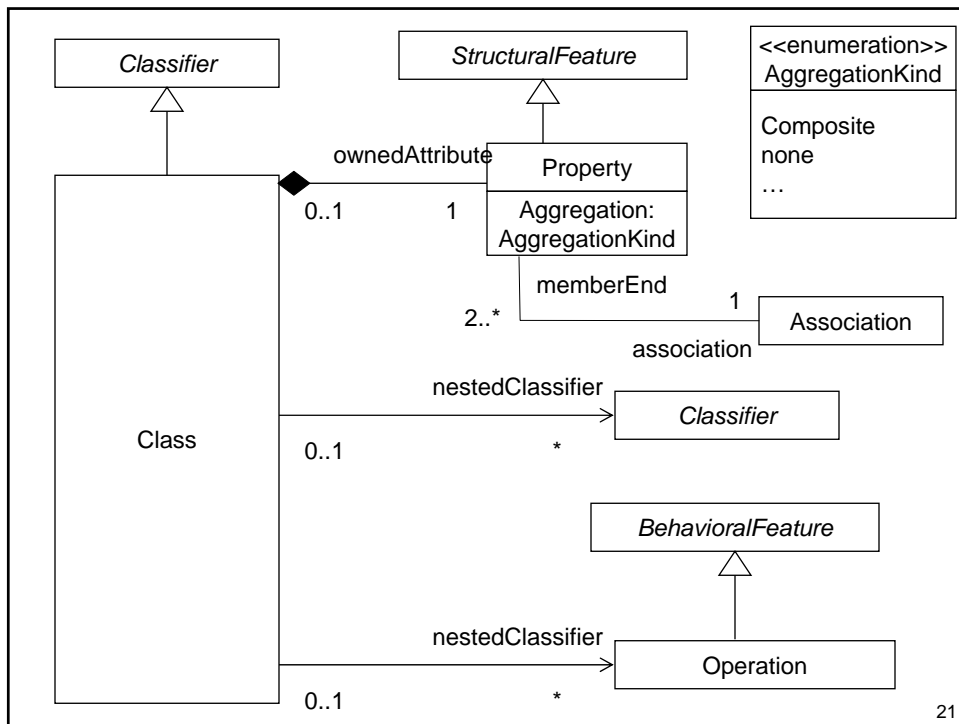 Classifier
StructuralFeature
<<enumeration>>
AggregationKind
Composite
none
…
ownedAttribute
0..1
1
Property
Aggregation:
AggregationKind
memberEnd
2..*
1
association
Association
Class
nestedClassifier
0..1
*
Classifier
BehavioralFeature
nestedClassifier
0..1
*
Operation
21